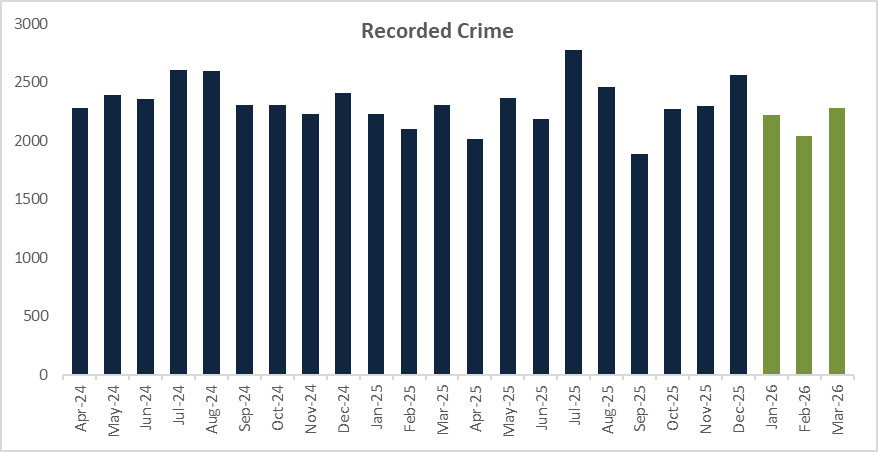 Recorded Crime
3000
2500
2000
1500
1000
500
0
Apr-24
May-24
Jun-24
Jul-24
Aug-24
Sep-24
Oct-24
Nov-24
Dec-24
Jan-25
Feb-25
Mar-25
Apr-25
May-25
Jun-25
Jul-25
Aug-25
Sep-25
Oct-25
Nov-25
Dec-25
Jan-26
Feb-26
Mar-26